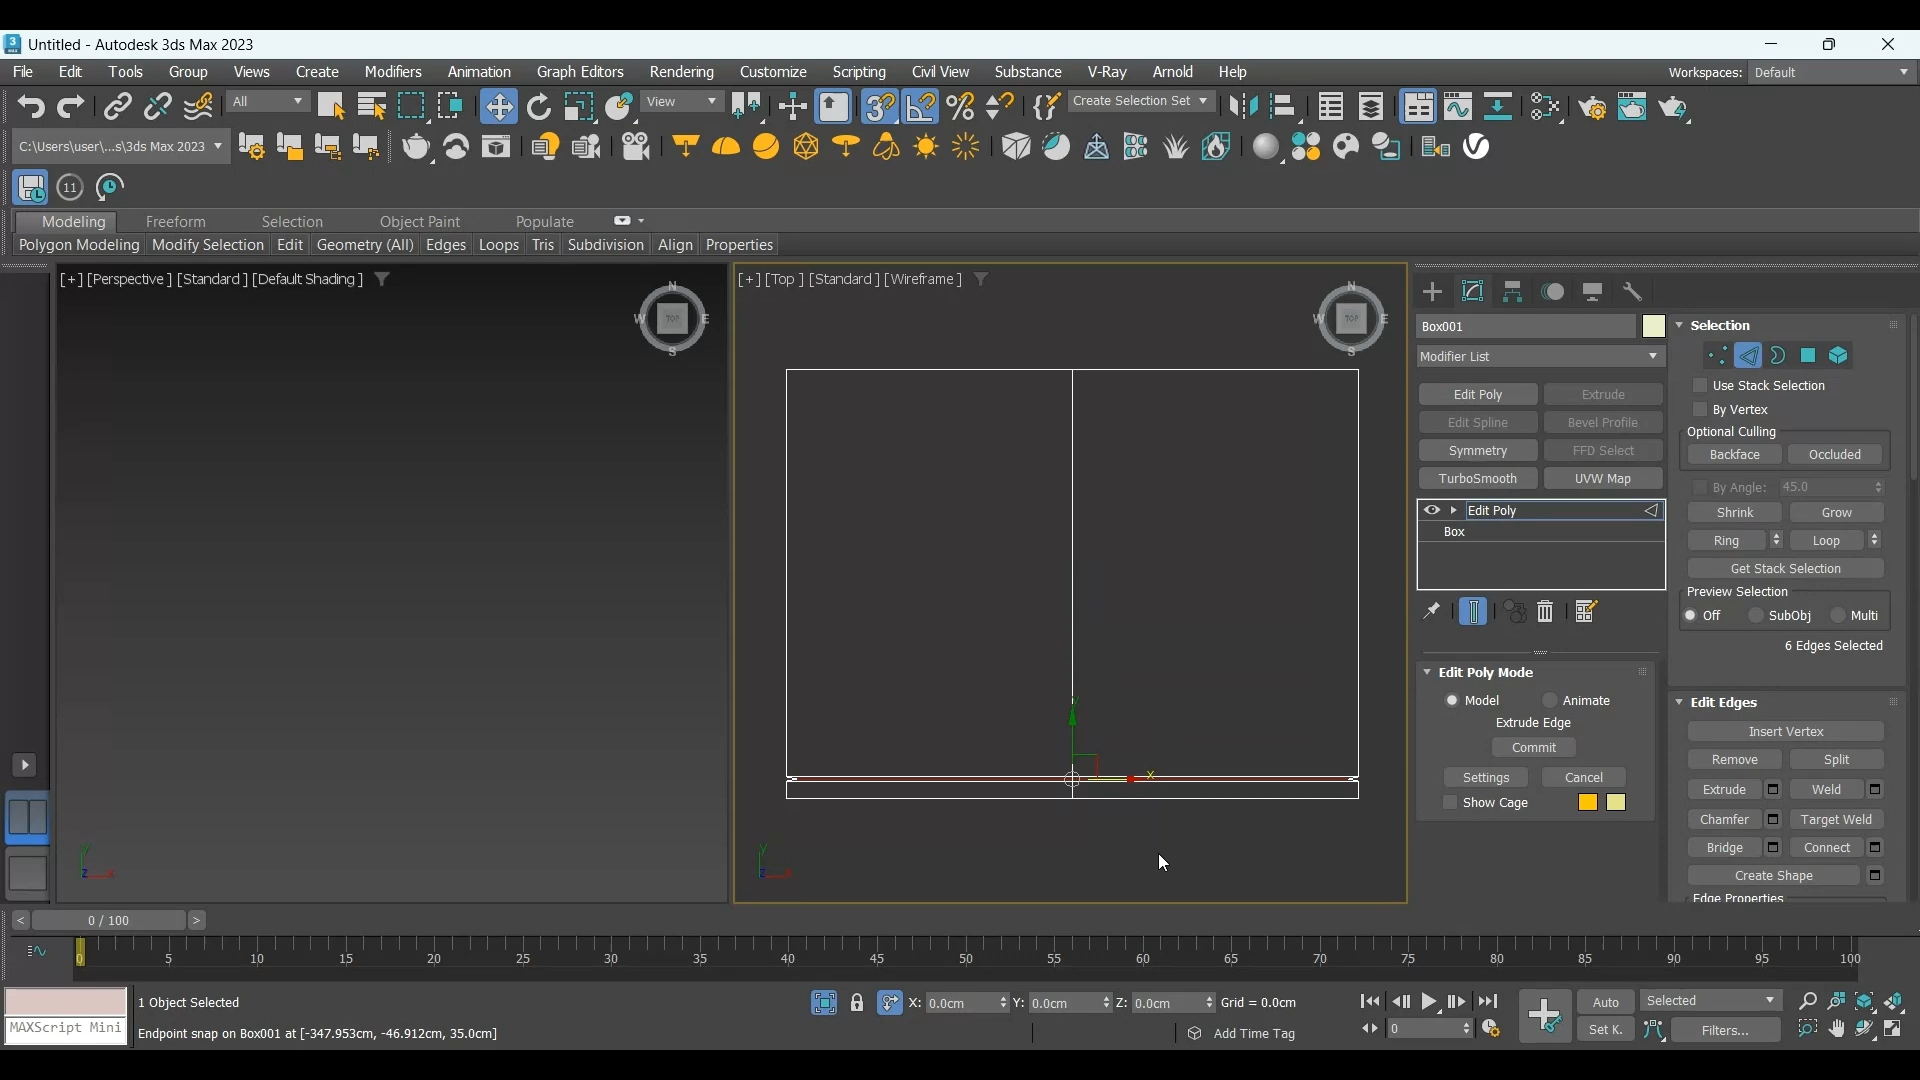 Untitled - Autodesk 3ds Max 2023
File Edit Tools Group Views Create Modifiers Animation Graph Editors Rendering Customize Scripting Civil View Substance V-Ray Arnold Help Workspaces: Default
All View Create Selection Set
C:\Users\user\...s\3ds Max 2023
11
Modeling Freeform Selection Object Paint Populate
Polygon Modeling Modify Selection Edit Geometry (All) Edges Loops Tris Subdivision Align Properties
[+] [Perspective ] [Standard ] [Default Shading ]
N
W TOP E
S
[+] [Top ] [Standard ] [Wireframe ]
N
W TOP E
S
y
x
y
z x
y
z x
Box001
Modifier List
Edit Poly Extrude
Edit Spline Bevel Profile
Symmetry FFD Select
TurboSmooth UVW Map
Edit Poly
Box
Edit Poly Mode
Model Animate
Extrude Edge
Commit
Settings Cancel
Show Cage
Selection
Use Stack Selection
By Vertex
Optional Culling
Backface Occluded
By Angle: 45.0
Shrink Grow
Ring Loop
Get Stack Selection
Preview Selection
Off SubObj Multi
6 Edges Selected
Edit Edges
Insert Vertex
Remove Split
Extrude Weld
Chamfer Target Weld
Bridge Connect
Create Shape
Edge Properties
< 0 / 100 >
0 5 10 15 20 25 30 35 40 45 50 55 60 65 70 75 80 85 90 95 100
MAXScript Mini
1 Object Selected
Endpoint snap on Box001 at [-347.953cm, -46.912cm, 35.0cm]
X: 0.0cm Y: 0.0cm Z: 0.0cm Grid = 0.0cm
Add Time Tag
0
Auto Selected
Set K. Filters...